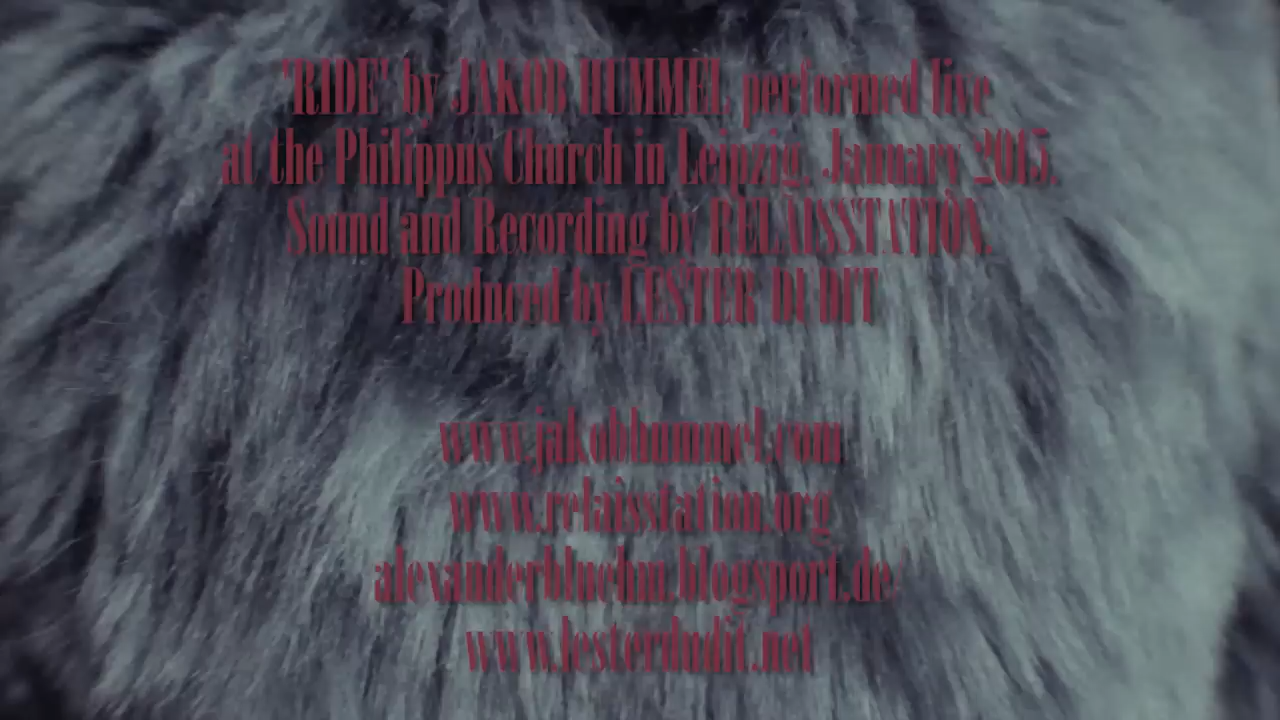 'RIDE' by JAKOB HUMMEL performed live
at the Philippus Church in Leipzig, January 2015.
Sound and Recording by RELAISSTATION.
Produced by LESTER DUDIT
www.jakobhummel.com
www.relaisstation.org
alexanderbluehm.blogsport.de/
www.lesterdudit.net